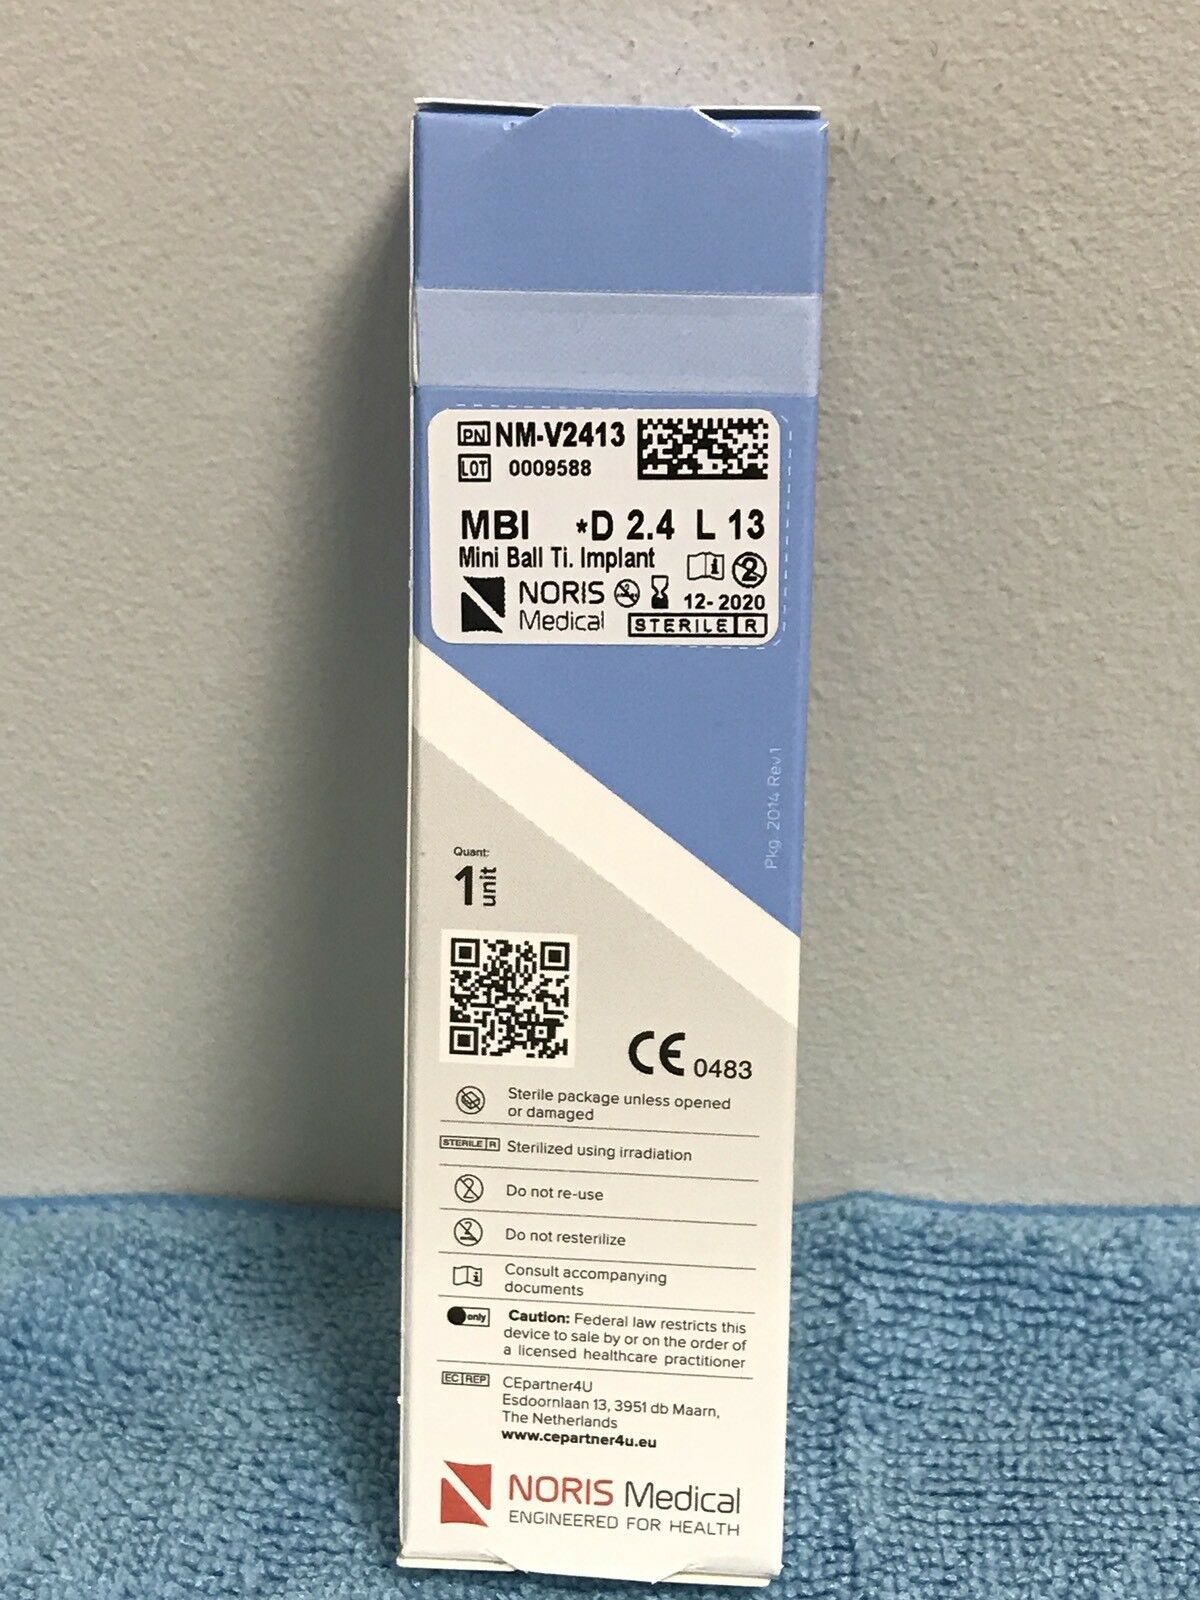 PN NM-V2413
LOT 0009588
MBI *D 2.4 L 13
Mini Ball Ti. Implant
NORIS
Medical
12-2020
STERILE R
Pkg. 2014 Rev1
Quant:
1 unit
CE 0483
Sterile package unless opened
or damaged
STERILE R Sterilized using irradiation
Do not re-use
Do not resterilize
Consult accompanying
documents
only Caution: Federal law restricts this
device to sale by or on the order of
a licensed healthcare practitioner
EC REP CEpartner4U
Esdoornlaan 13, 3951 db Maarn,
The Netherlands
www.cepartner4u.eu
NORIS Medical
ENGINEERED FOR HEALTH